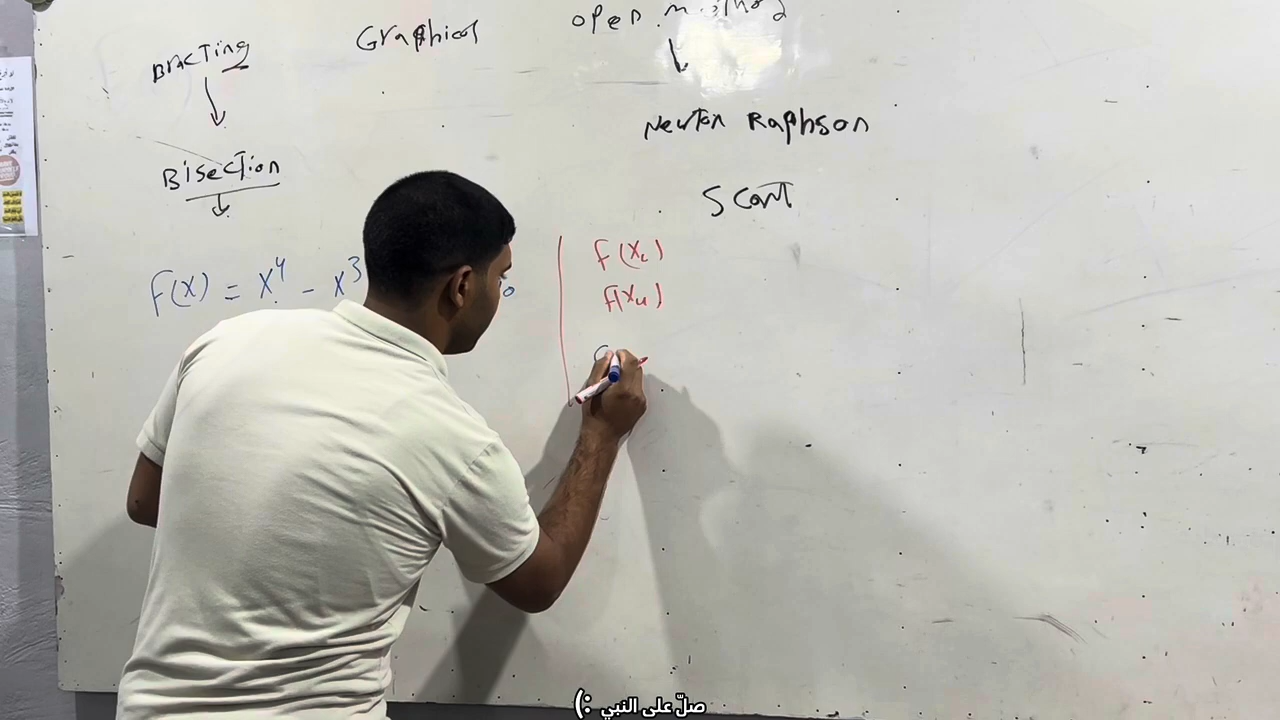 Bracting
Graphical
open method
Newton Raphson
Bisection
Scant
f(x) = x⁴ - x³
f(xL)
f(xu)
صلّ على النبي :)